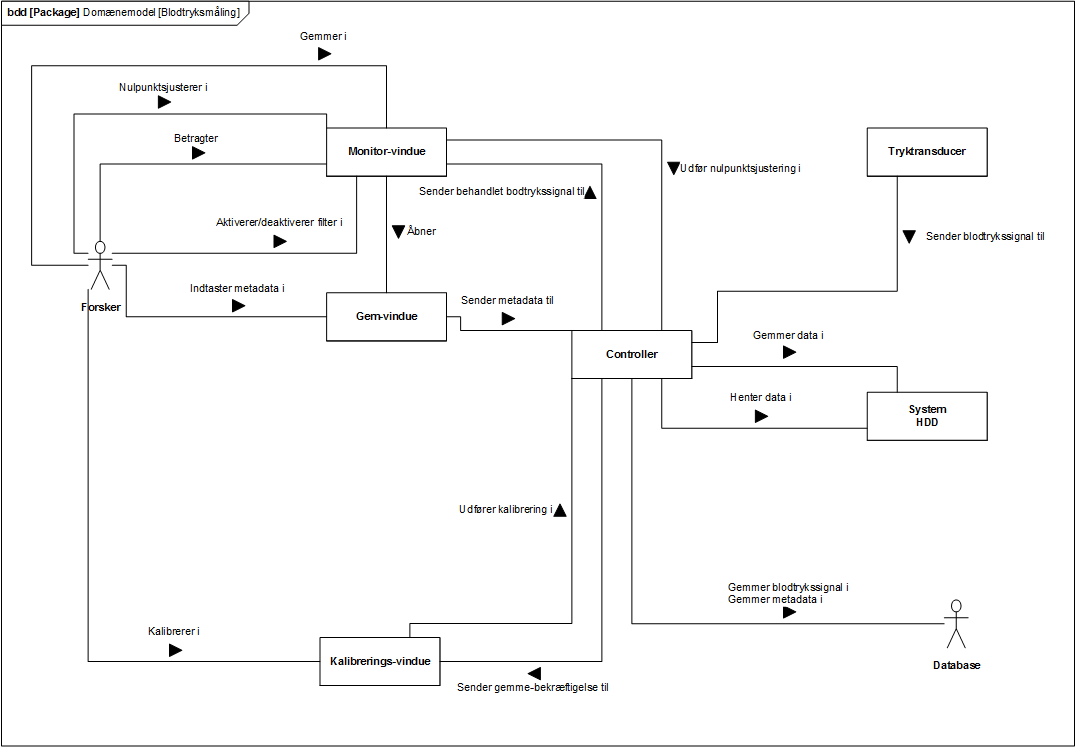 bdd [Package] Domænemodel [Blodtryksmåling]
Gemmer i
Nulpunktsjusterer i
Betragter
Monitor-vindue
Tryktransducer
Udfør nulpunktsjustering i
Sender behandlet bodtrykssignal til
Aktiverer/deaktiverer filter i
Åbner
Sender blodtrykssignal til
Forsker
Indtaster metadata i
Gem-vindue
Sender metadata til
Controller
Gemmer data i
Henter data i
System
HDD
Udfører kalibrering i
Gemmer blodtrykssignal i
Gemmer metadata i
Database
Kalibrerer i
Kalibrerings-vindue
Sender gemme-bekræftigelse til